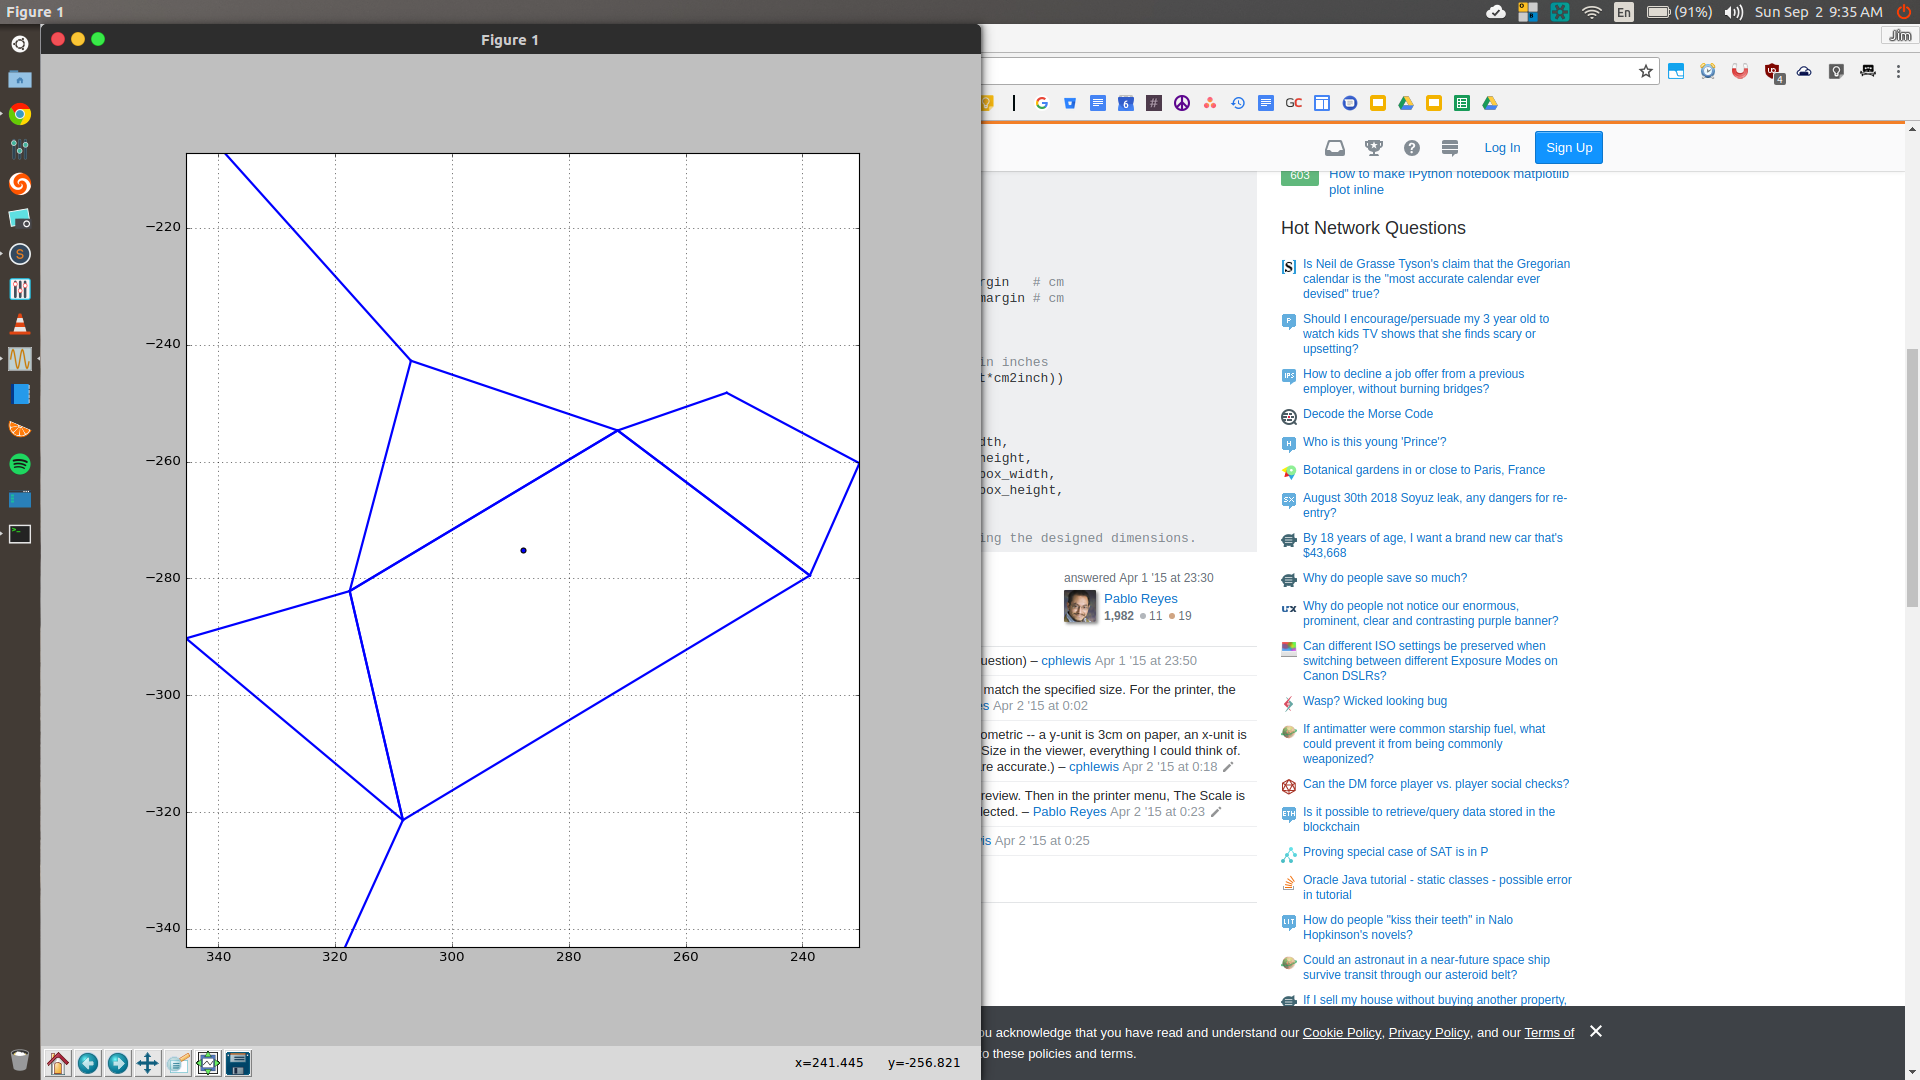 Figure 1
En
(91%)
Sun Sep 2 9:35 AM
Figure 1
Jim
4
6
#
GC
Log In
Sign Up
−220
−240
−260
−280
−300
−320
−340
340
320
300
280
260
240
x=241.445 y=-256.821
rgin # cm
margin # cm
in inches
t*cm2inch))
dth,
height,
box_width,
box_height,
ing the designed dimensions.
answered Apr 1 '15 at 23:30
Pablo Reyes
1,982 11 19
uestion) – cphlewis Apr 1 '15 at 23:50
match the specified size. For the printer, the
es Apr 2 '15 at 0:02
ometric -- a y-unit is 3cm on paper, an x-unit is
Size in the viewer, everything I could think of.
re accurate.) – cphlewis Apr 2 '15 at 0:18
review. Then in the printer menu, The Scale is
lected. – Pablo Reyes Apr 2 '15 at 0:23
is Apr 2 '15 at 0:25
603
How to make IPython notebook matplotlib
plot inline
Hot Network Questions
Is Neil de Grasse Tyson's claim that the Gregorian
calendar is the "most accurate calendar ever
devised" true?
Should I encourage/persuade my 3 year old to
watch kids TV shows that she finds scary or
upsetting?
How to decline a job offer from a previous
employer, without burning bridges?
Decode the Morse Code
Who is this young 'Prince'?
Botanical gardens in or close to Paris, France
August 30th 2018 Soyuz leak, any dangers for re-
entry?
By 18 years of age, I want a brand new car that's
$43,668
Why do people save so much?
Why do people not notice our enormous,
prominent, clear and contrasting purple banner?
Can different ISO settings be preserved when
switching between different Exposure Modes on
Canon DSLRs?
Wasp? Wicked looking bug
If antimatter were common starship fuel, what
could prevent it from being commonly
weaponized?
Can the DM force player vs. player social checks?
Is it possible to retrieve/query data stored in the
blockchain
Proving special case of SAT is in P
Oracle Java tutorial - static classes - possible error
in tutorial
How do people "kiss their teeth" in Nalo
Hopkinson's novels?
Could an astronaut in a near-future space ship
survive transit through our asteroid belt?
If I sell my house without buying another property,
ou acknowledge that you have read and understand our Cookie Policy, Privacy Policy, and our Terms of
to these policies and terms.